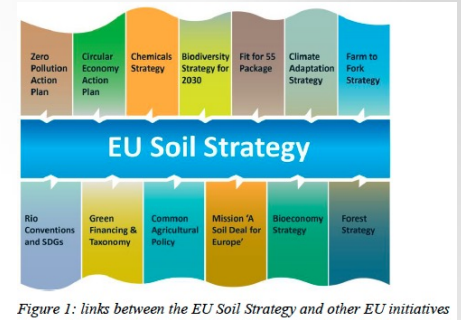 Zero
Pollution
Action
Plan
Circular
Economy
Action
Plan
Chemicals
Strategy
Biodiversity
Strategy for
2030
Fit for 55
Package
Climate
Adaptation
Strategy
Farm to
Fork
Strategy
EU Soil Strategy
Rio
Conventions
and SDGs
Green
Financing &
Taxonomy
Common
Agricultural
Policy
Mission ‘A
Soil Deal for
Europe’
Bioeconomy
Strategy
Forest
Strategy
Figure 1: links between the EU Soil Strategy and other EU initiatives